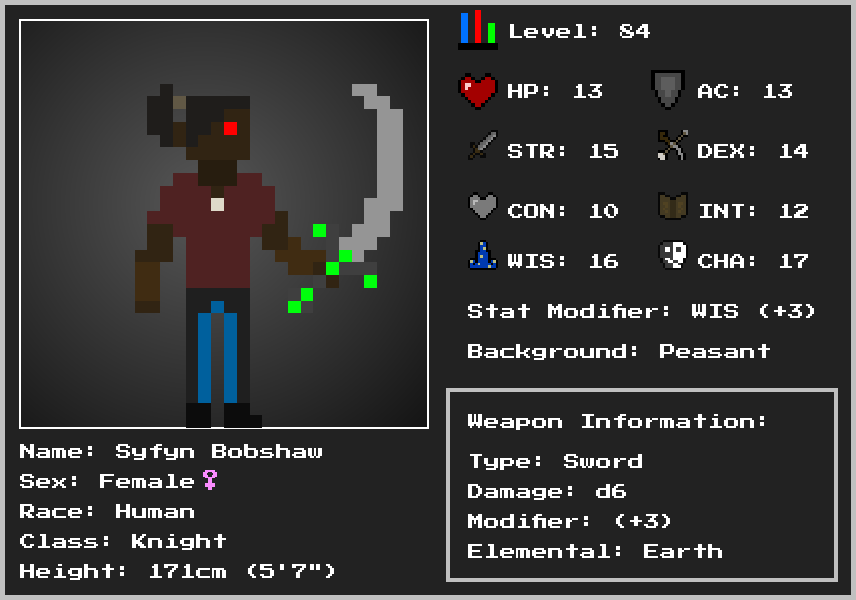 Level: 84
HP: 13 AC: 13
STR: 15 DEX: 14
CON: 10 INT: 12
WIS: 16 CHA: 17
Stat Modifier: WIS (+3)
Background: Peasant
Weapon Information:
Type: Sword
Damage: d6
Modifier: (+3)
Elemental: Earth
Name: Syfyn Bobshaw
Sex: Female♀
Race: Human
Class: Knight
Height: 171cm (5'7")